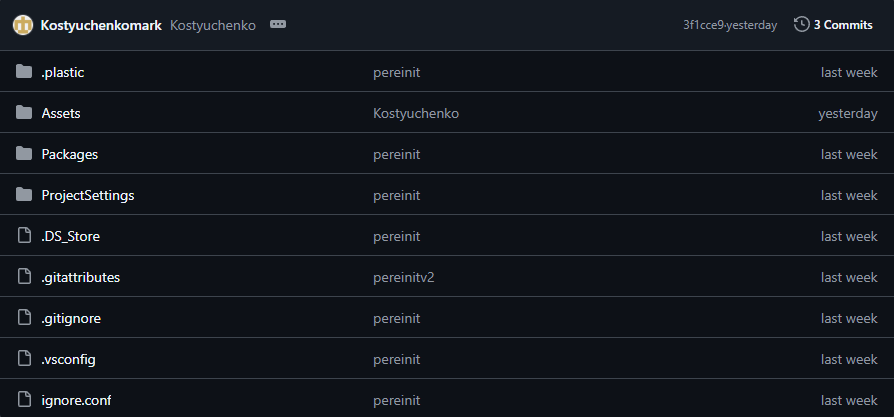 Kostyuchenkomark Kostyuchenko 3f1cce9·yesterday 3 Commits
.plastic pereinit last week
Assets Kostyuchenko yesterday
Packages pereinit last week
ProjectSettings pereinit last week
.DS_Store pereinit last week
.gitattributes pereinitv2 last week
.gitignore pereinit last week
.vsconfig pereinit last week
ignore.conf pereinit last week